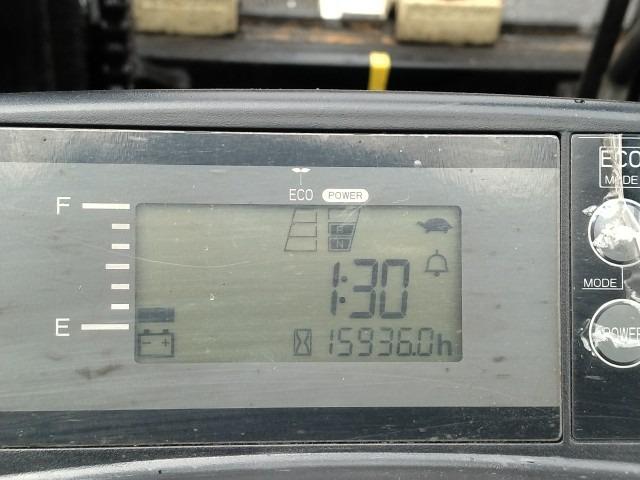 ECO POWER
F
E
F
N
1:30
15936.0h
ECO
MODE
MODE
POWER